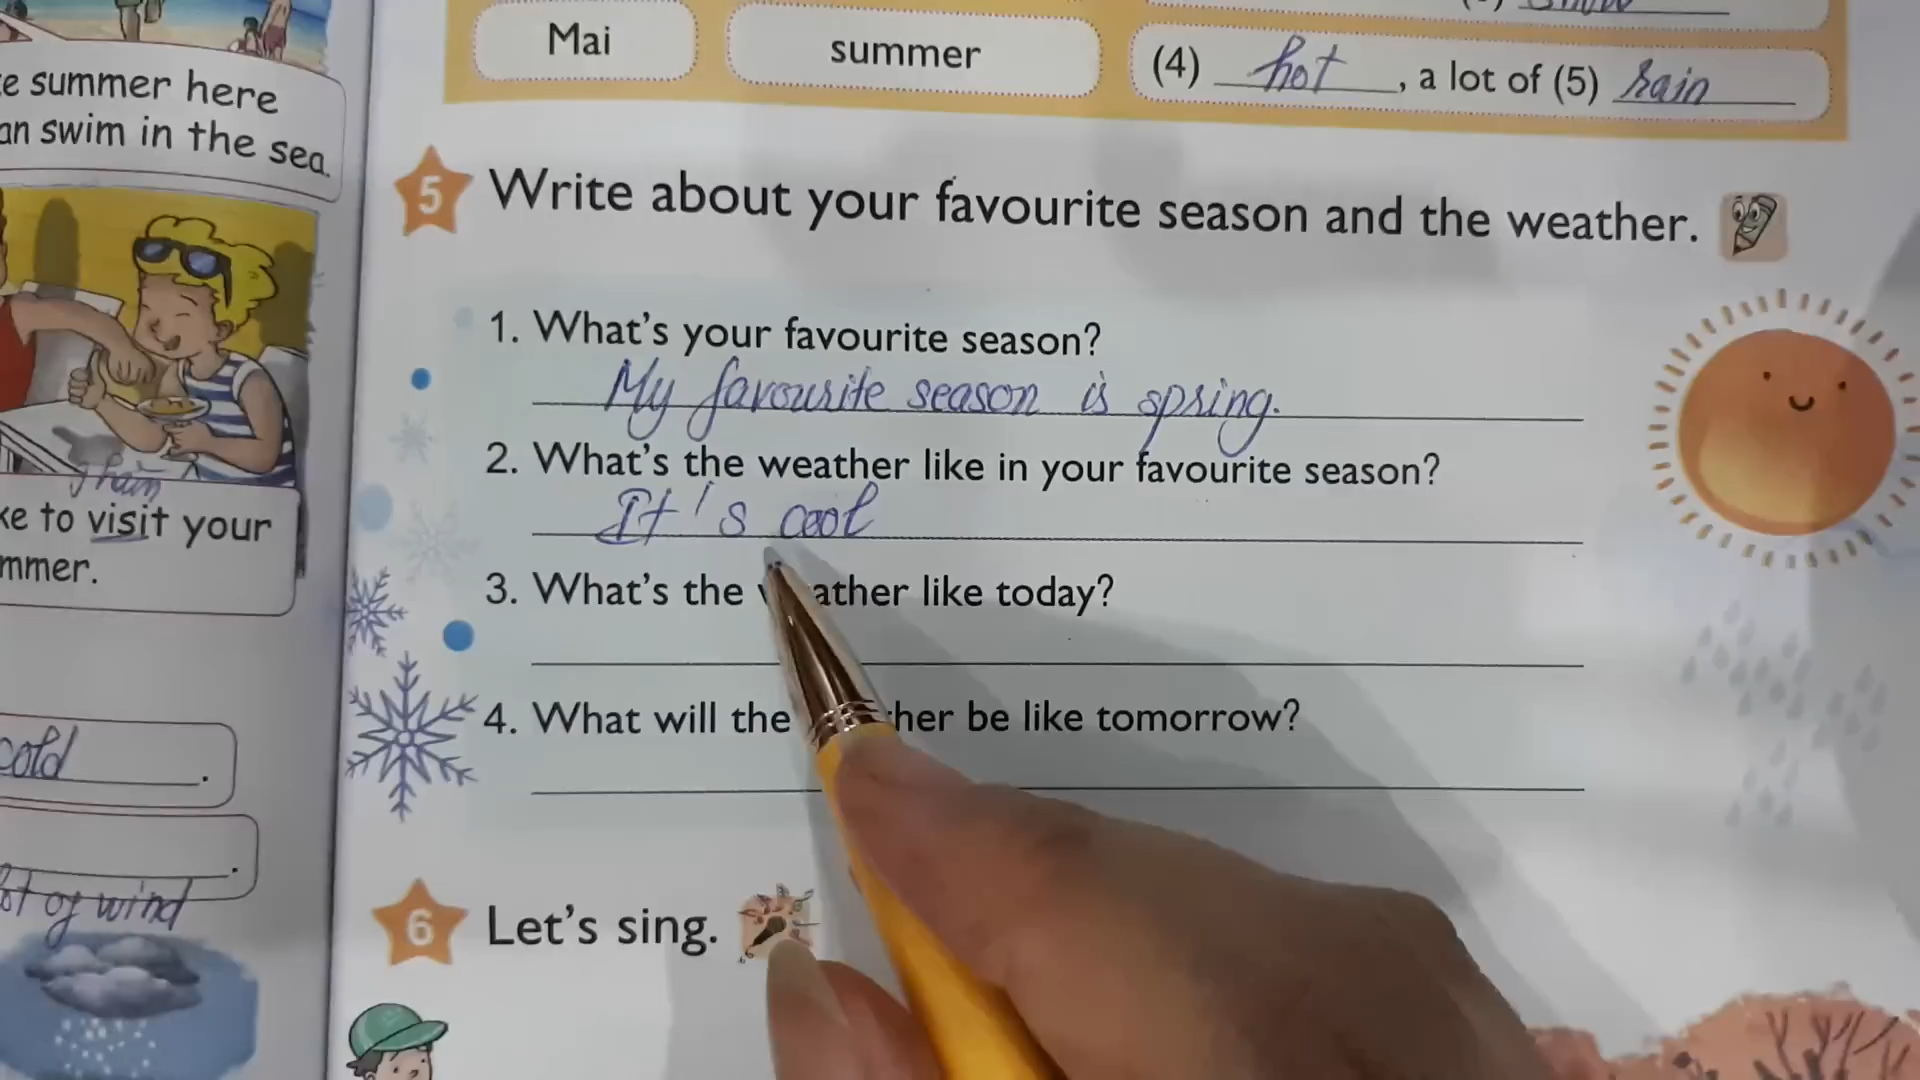 Mai
summer
(4) hot, a lot of (5) rain
e summer here
an swim in the sea.
ke to visit your
mmer.
cold.
ot of wind
5 Write about your favourite season and the weather.
1. What's your favourite season?
My favourite season is spring.
2. What's the weather like in your favourite season?
It's cool
3. What's the ather like today?
4. What will the her be like tomorrow?
6 Let's sing.